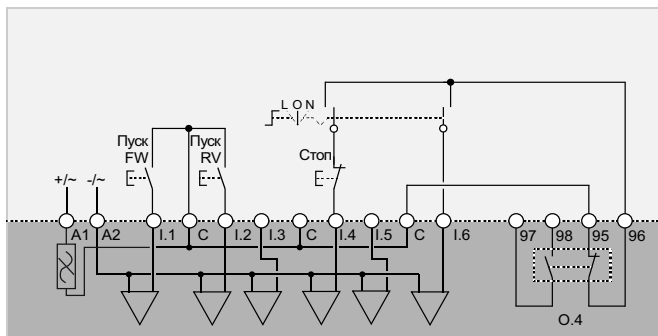 L O N
Пуск
FW
Пуск
RV
Стоп
+/~
-/~
A1
A2
I.1
C
I.2
I.3
C
I.4
I.5
C
I.6
97
98
95
96
O.4